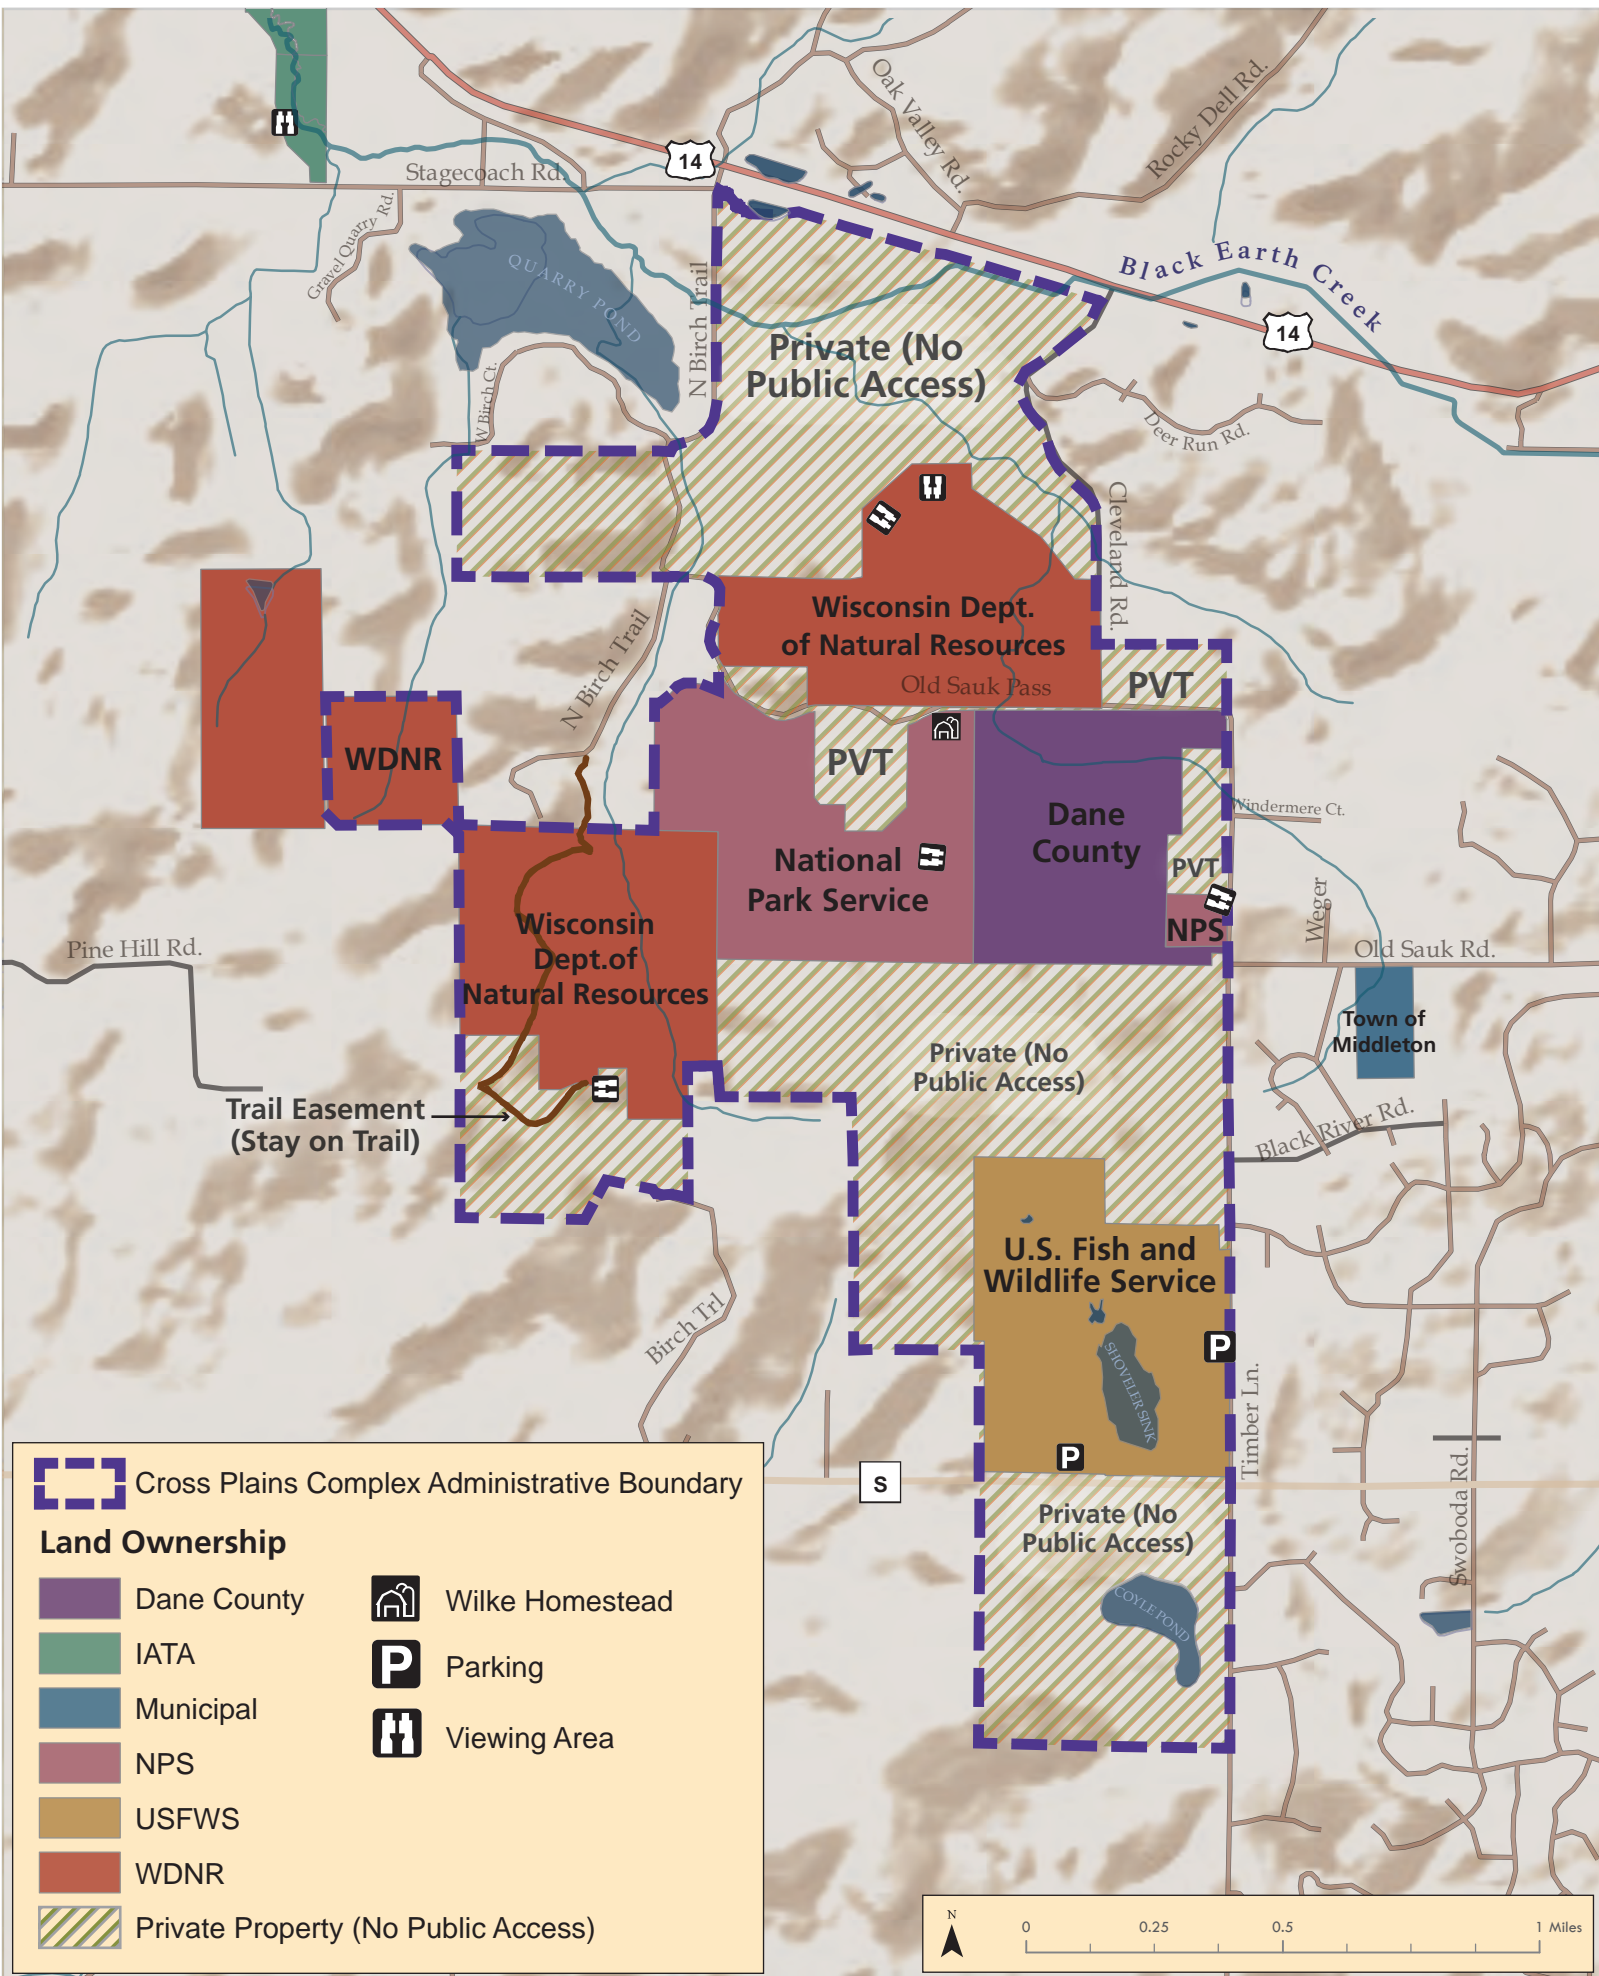 Oak Valley Rd.
Rocky Dell Rd.
14
Stagecoach Rd.
Gravel Quarry Rd.
QUARRY POND
N Birch Trail
Black Earth Creek
14
Private (No
Public Access)
W Birch Ct.
Deer Run Rd.
Cleveland Rd.
Wisconsin Dept.
of Natural Resources
N Birch Trail
Old Sauk Pass
PVT
WDNR
PVT
Dane
County
Windermere Ct.
National
Park Service
PVT
NPS
Weger
Wisconsin
Dept.of
Natural Resources
Pine Hill Rd.
Old Sauk Rd.
Town of
Middleton
Private (No
Public Access)
Trail Easement
(Stay on Trail)
Black River Rd.
U.S. Fish and
Wildlife Service
Birch Trl
SHOVELER SINK
P
Timber Ln.
P
S
Swoboda Rd.
Private (No
Public Access)
COYLE POND
Cross Plains Complex Administrative Boundary
Land Ownership
Dane County
IATA
Municipal
NPS
USFWS
WDNR
Private Property (No Public Access)
Wilke Homestead
P Parking
Viewing Area
N
0 0.25 0.5 1 Miles